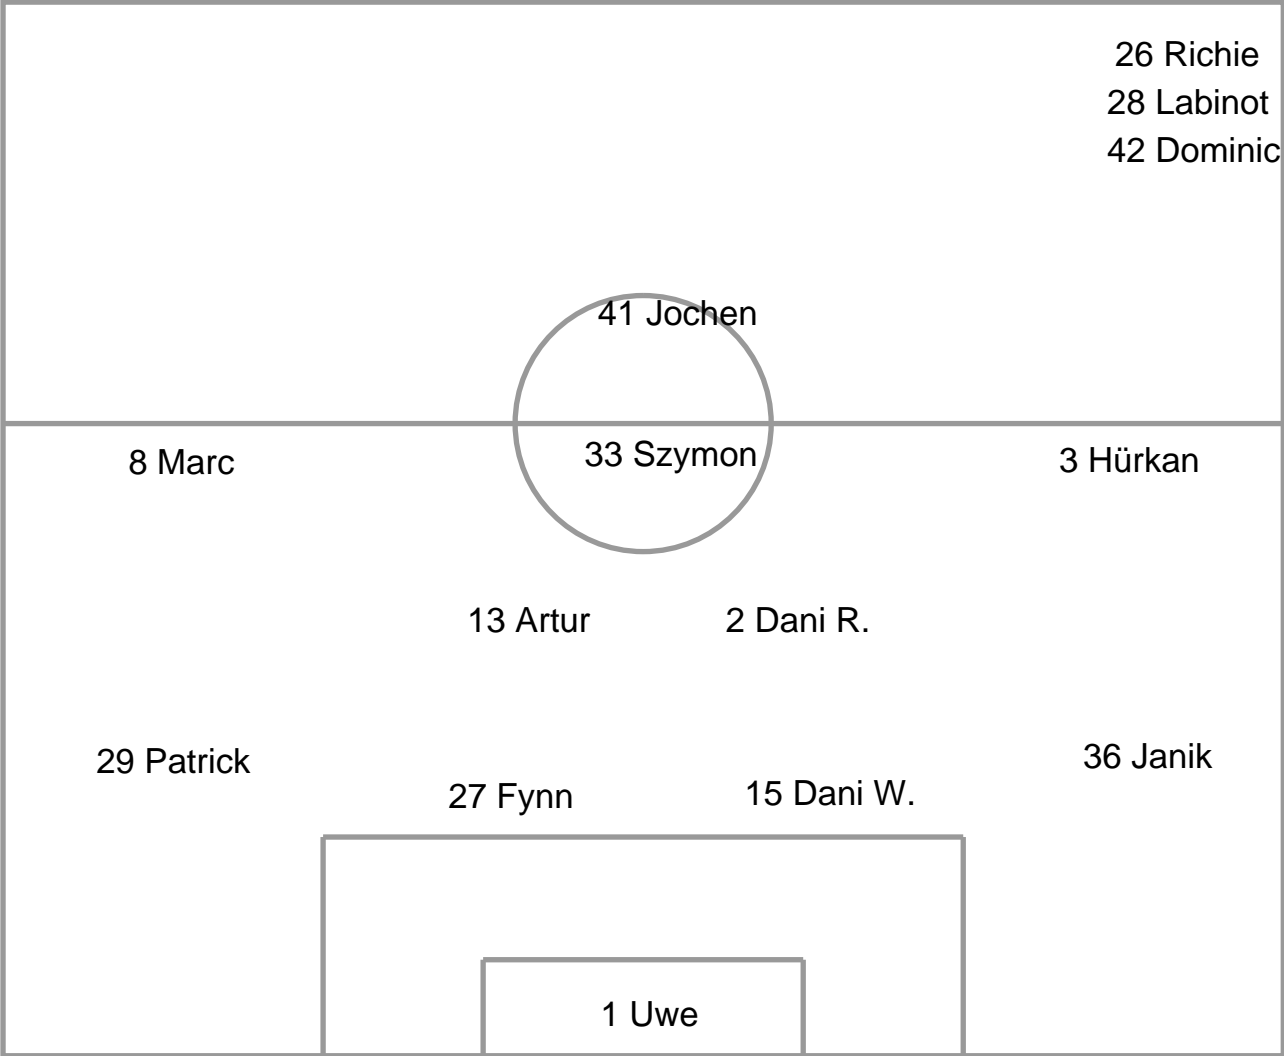 26 Richie
28 Labinot
42 Dominic
41 Jochen
8 Marc
33 Szymon
3 Hürkan
13 Artur
2 Dani R.
29 Patrick
36 Janik
27 Fynn
15 Dani W.
1 Uwe